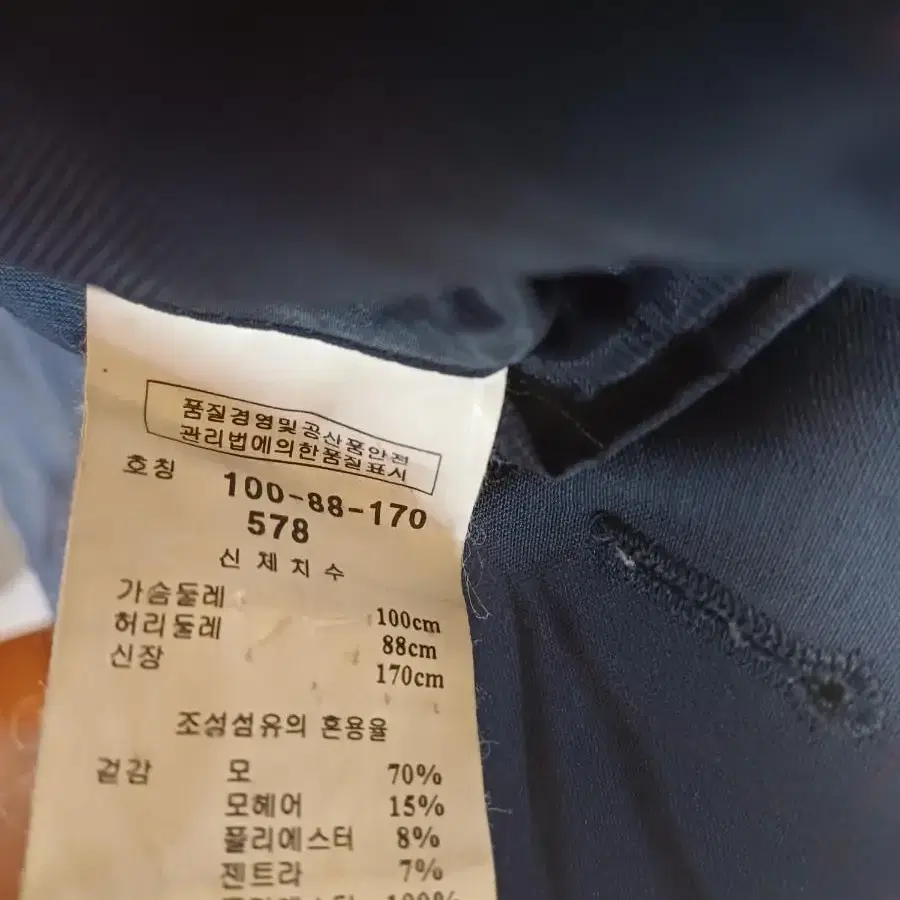 품질경영및공산품안전
관리법에의한품질표시
호칭 100-88-170
578
신체치수
가슴둘레 100cm
허리둘레 88cm
신장 170cm
조성섬유의 혼용율
겉감 모 70%
모헤어 15%
폴리에스터 8%
젠트라 7%